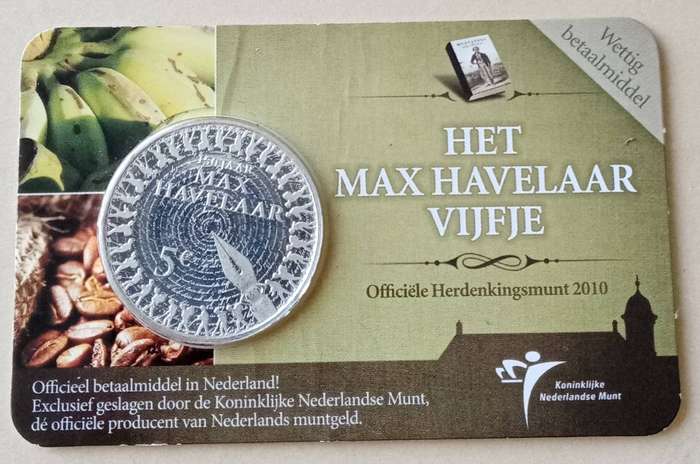 Wettig
betaalmiddel
HET
MAX HAVELAAR
VIJFJE
Officiële Herdenkingsmunt 2010
150 JAAR
MAX
HAVELAAR
5€
Officieel betaalmiddel in Nederland!
Exclusief geslagen door de Koninklijke Nederlandse Munt,
dé officiële producent van Nederlands muntgeld.
Koninklijke
Nederlandse Munt